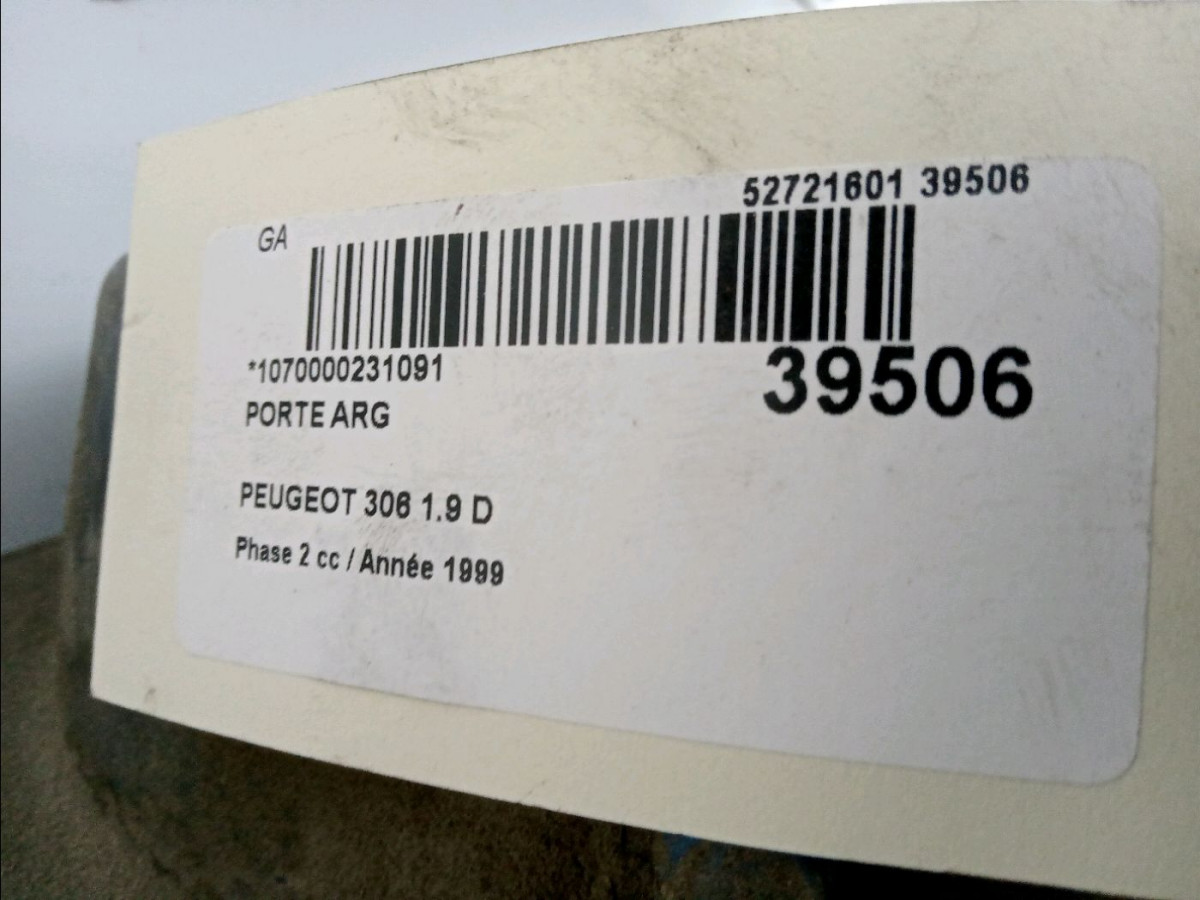 52721601 39506
GA
*1070000231091
39506
PORTE ARG
PEUGEOT 306 1.9 D
Phase 2 cc / Année 1999